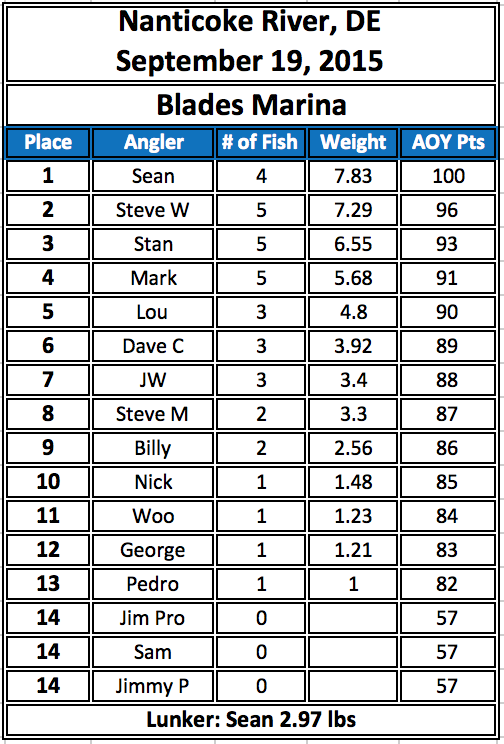 Nanticoke River, DE
September 19, 2015
Blades Marina
Place Angler # of Fish Weight AOY Pts
1 Sean 4 7.83 100
2 Steve W 5 7.29 96
3 Stan 5 6.55 93
4 Mark 5 5.68 91
5 Lou 3 4.8 90
6 Dave C 3 3.92 89
7 JW 3 3.4 88
8 Steve M 2 3.3 87
9 Billy 2 2.56 86
10 Nick 1 1.48 85
11 Woo 1 1.23 84
12 George 1 1.21 83
13 Pedro 1 1 82
14 Jim Pro 0 57
14 Sam 0 57
14 Jimmy P 0 57
Lunker: Sean 2.97 lbs